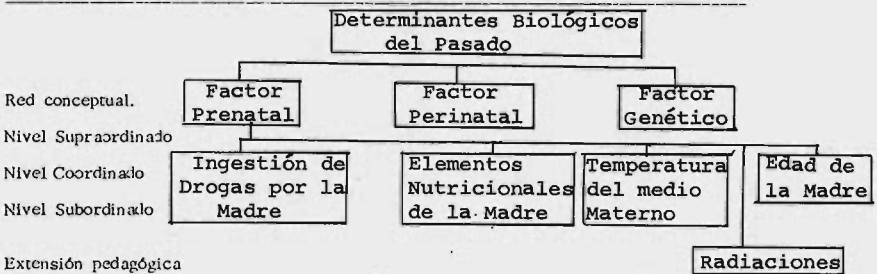 Determinantes Biológicos
del Pasado
Red conceptual.
Factor
Prenatal
Factor
Perinatal
Factor
Genético
Nivel Supraordinado
Nivel Coordinado
Ingestión de
Drogas por la
Madre
Elementos
Nutricionales
de la Madre
Temperatura
del medio
Materno
Edad de
la Madre
Nivel Subordinado
Extensión pedagógica
Radiaciones